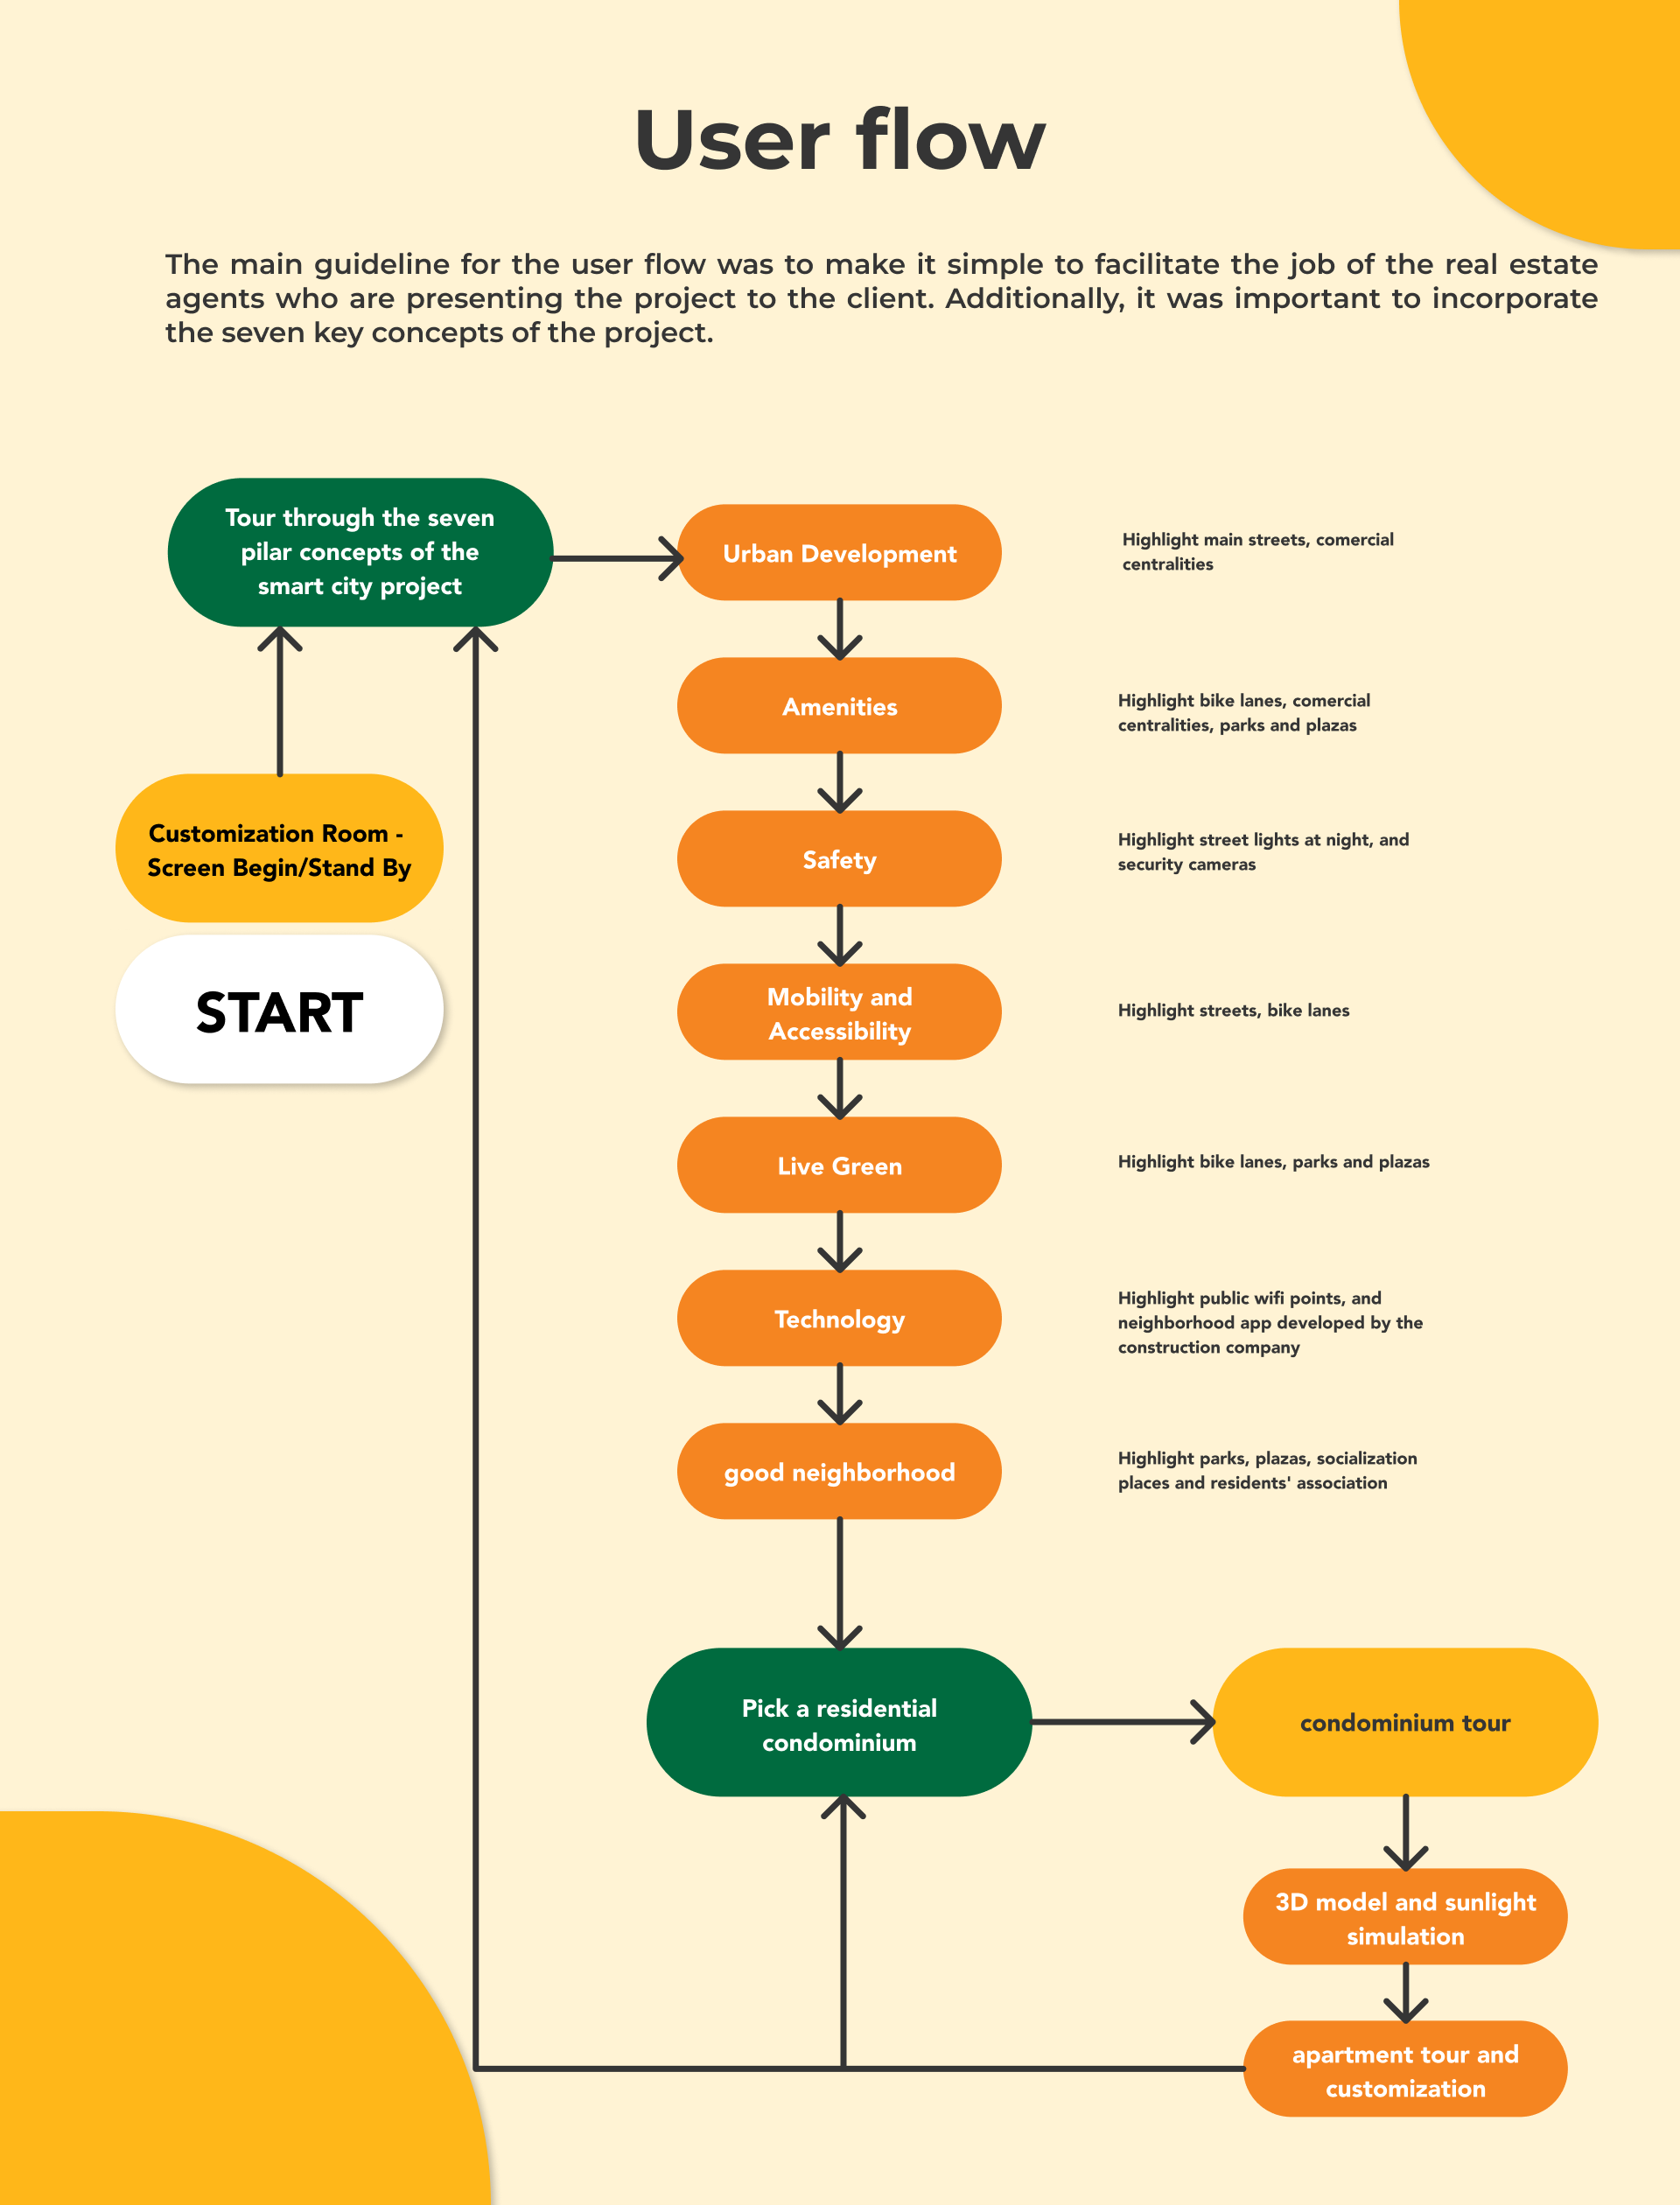 User flow
The main guideline for the user flow was to make it simple to facilitate the job of the real estate
agents who are presenting the project to the client. Additionally, it was important to incorporate
the seven key concepts of the project.
Tour through the seven
pilar concepts of the
smart city project
Urban Development
Highlight main streets, comercial
centralities
Amenities
Highlight bike lanes, comercial
centralities, parks and plazas
Customization Room -
Screen Begin/Stand By
START
Safety
Highlight street lights at night, and
security cameras
Mobility and
Accessibility
Highlight streets, bike lanes
Live Green
Highlight bike lanes, parks and plazas
Technology
Highlight public wifi points, and
neighborhood app developed by the
construction company
good neighborhood
Highlight parks, plazas, socialization
places and residents' association
Pick a residential
condominium
condominium tour
3D model and sunlight
simulation
apartment tour and
customization